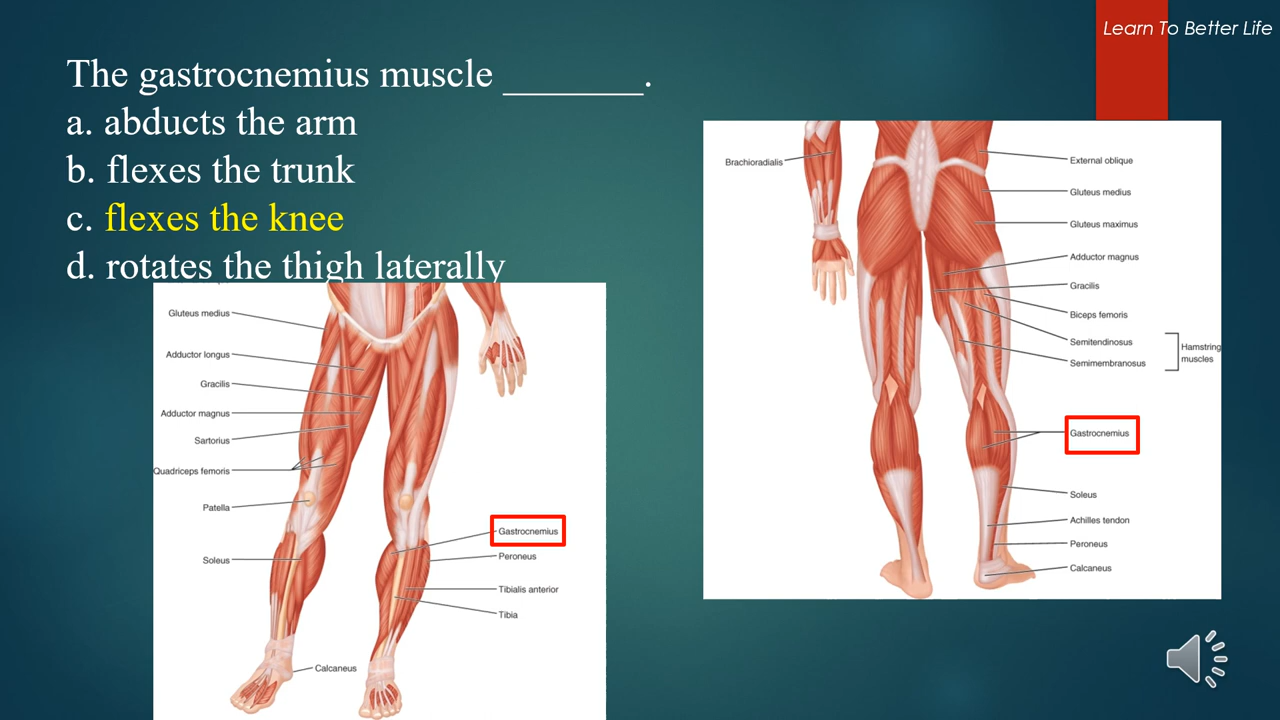 Learn To Better Life
The gastrocnemius muscle _______.
a. abducts the arm
b. flexes the trunk
c. flexes the knee
d. rotates the thigh laterally
Gluteus medius
Adductor longus
Gracilis
Adductor magnus
Sartorius
Quadriceps femoris
Patella
Soleus
Gastrocnemius
Peroneus
Tibialis anterior
Tibia
Calcaneus
Brachioradialis
External oblique
Gluteus medius
Gluteus maximus
Adductor magnus
Gracilis
Biceps femoris
Semitendinosus
Semimembranosus
Hamstring
muscles
Gastrocnemius
Soleus
Achilles tendon
Peroneus
Calcaneus